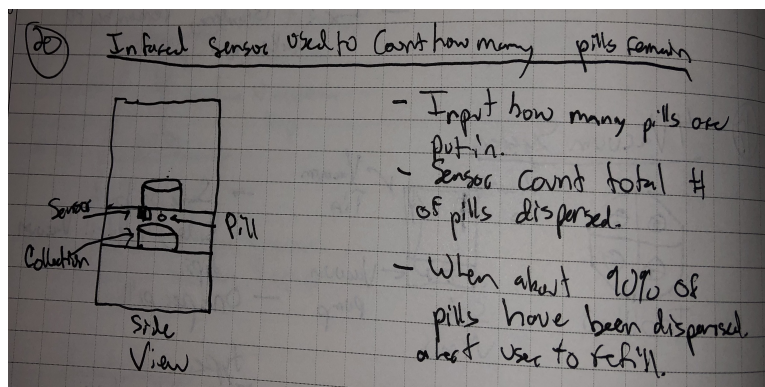 20 Infared sensor used to Count how many pills remain
- Input how many pills are
put in.
- Sensor count total #
of pills dispersed.
- When about 90% of
pills have been dispersed
alert user to refill.
Sensor
Pill
Collection
Side
View